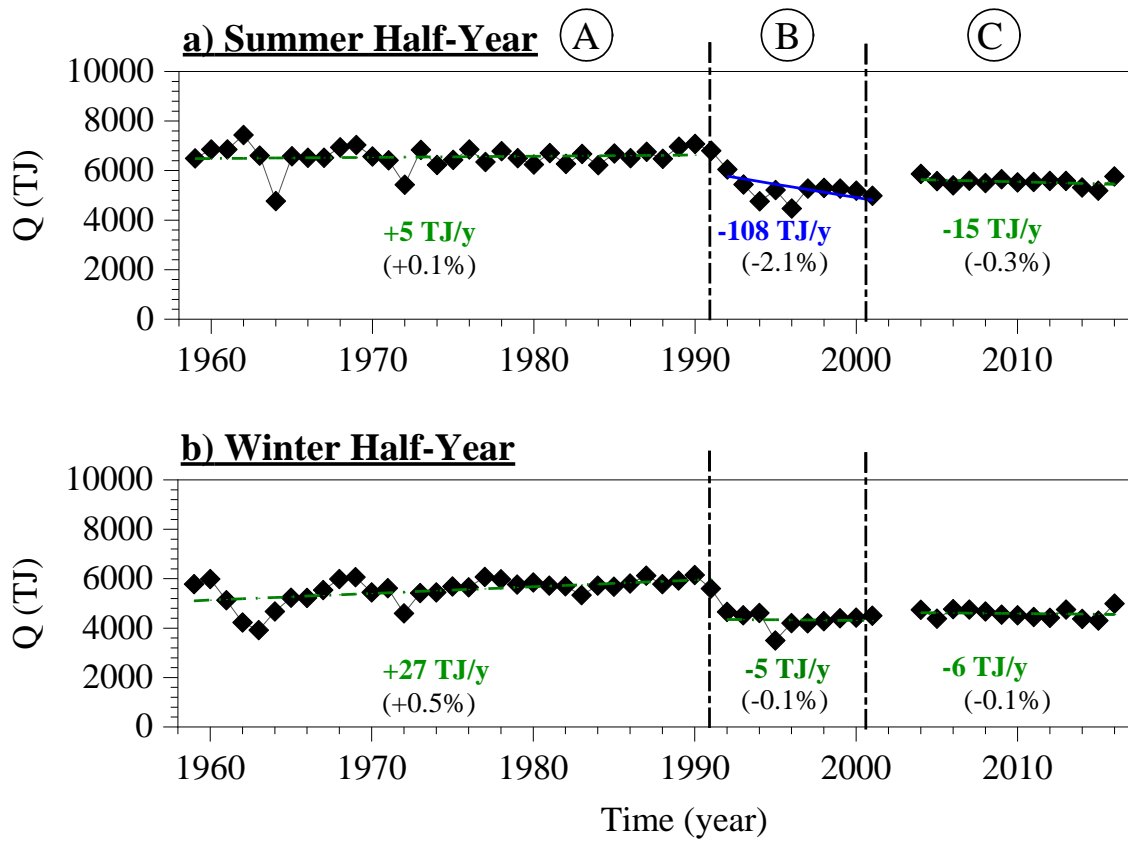 a) Summer Half-Year
A
B
C
10000
8000
6000
4000
2000
0
Q (TJ)
+5 TJ/y
(+0.1%)
-108 TJ/y
(-2.1%)
-15 TJ/y
(-0.3%)
1960 1970 1980 1990 2000 2010
b) Winter Half-Year
10000
8000
6000
4000
2000
0
Q (TJ)
+27 TJ/y
(+0.5%)
-5 TJ/y
(-0.1%)
-6 TJ/y
(-0.1%)
1960 1970 1980 1990 2000 2010
Time (year)